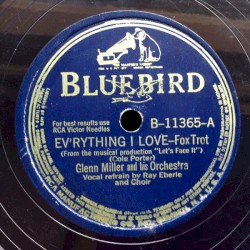 BLUEBIRD
For best results use
RCA Victor Needles
B-11365-A
EV'RYTHING I LOVE—Fox Trot
(From the musical production "Let's Face It")
(Cole Porter)
Glenn Miller and his Orchestra
Vocal refrain by Ray Eberle
and Choir